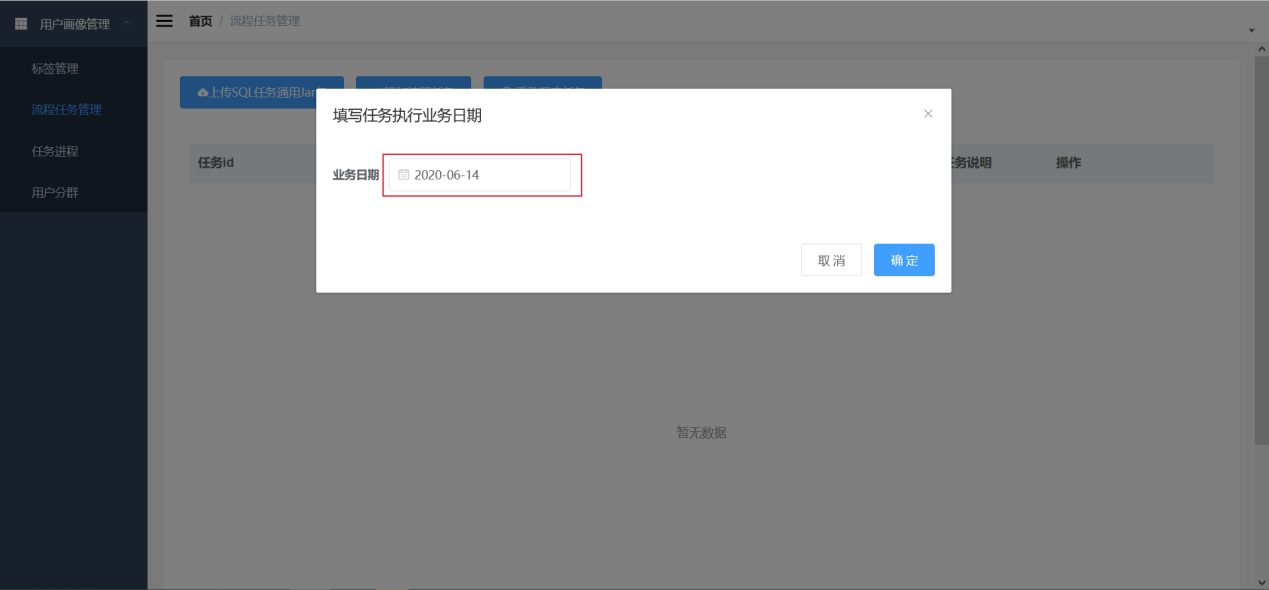 用户画像管理
首页 / 流程任务管理
标签管理
流程任务管理
任务进程
用户分群
上传SQL任务通用Jar
填写任务执行业务日期
业务日期 2020-06-14
取 消 确 定
任务id 务说明 操作
暂无数据